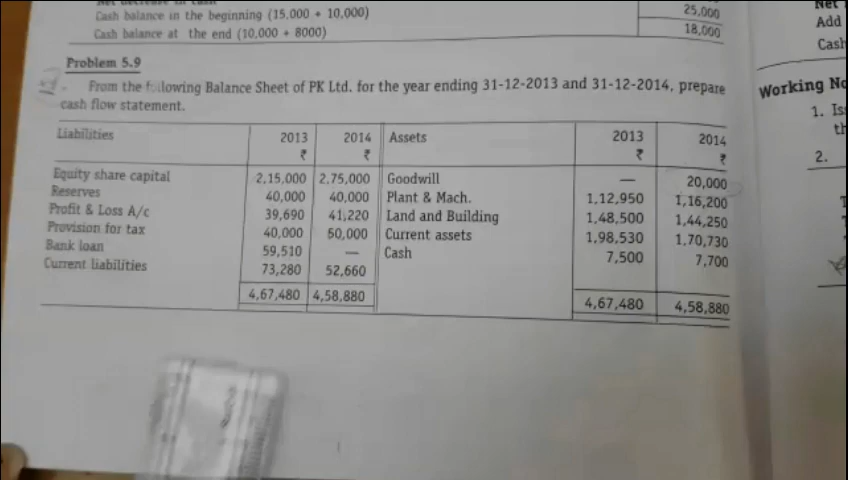 Cash balance in the beginning (15,000 + 10,000) 25,000
Cash balance at the end (10,000 + 8000) 18,000
Problem 5.9
From the following Balance Sheet of PK Ltd. for the year ending 31-12-2013 and 31-12-2014, prepare
cash flow statement.
Liabilities 2013 2014 Assets 2013 2014
₹ ₹ ₹ ₹
Equity share capital 2,15,000 2,75,000 Goodwill — 20,000
Reserves 40,000 40,000 Plant & Mach. 1,12,950 1,16,200
Profit & Loss A/c 39,690 41,220 Land and Building 1,48,500 1,44,250
Provision for tax 40,000 50,000 Current assets 1,98,530 1,70,730
Bank loan 59,510 — Cash 7,500 7,700
Current liabilities 73,280 52,660
4,67,480 4,58,880 4,67,480 4,58,880
Net
Add
Cash
Working
1.
2.